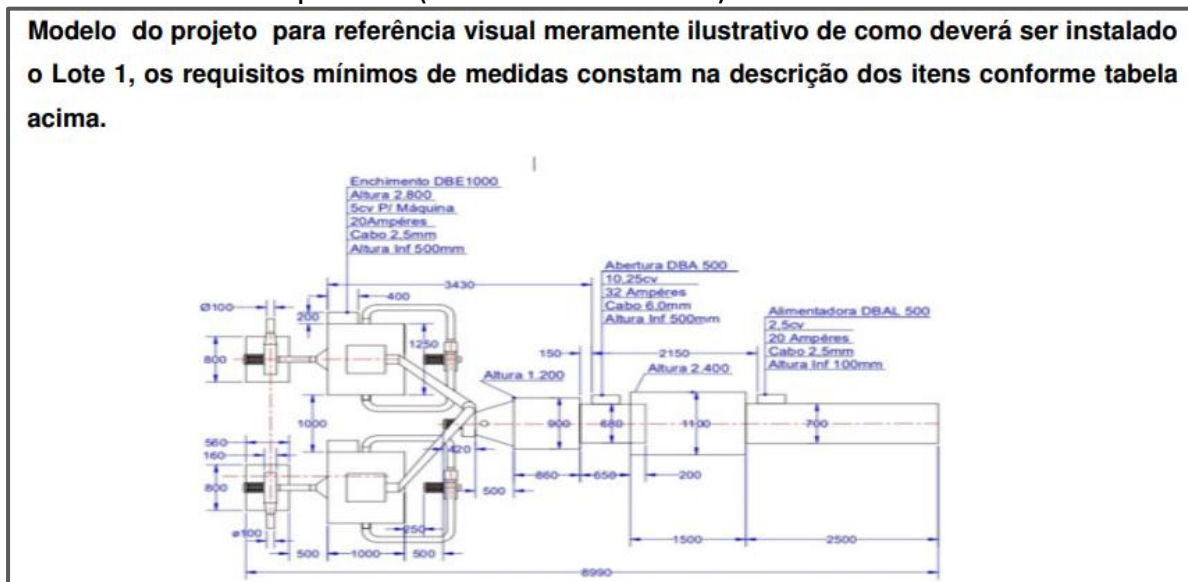 Modelo do projeto para referência visual meramente ilustrativo de como deverá ser instalado
o Lote 1, os requisitos mínimos de medidas constam na descrição dos itens conforme tabela
acima.
Enchimento DBE1000
Altura 2.800
5cv P/ Máquina
20Ampéres
Cabo 2,5mm
Altura Inf 500mm
Abertura DBA 500
10,25cv
32 Ampéres
Cabo 6,0mm
Altura Inf 500mm
Alimentadora DBAL 500
2,5cv
20 Ampéres
Cabo 2,5mm
Altura Inf 100mm
3430
400
Ø100
200
1250
800
150
2150
Altura 1.200
Altura 2.400
1000
900
680
1100
700
560
420
160
860
650
200
800
500
250
ø100
500
1000
500
1500
2500
8990